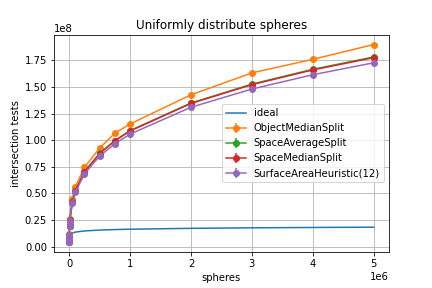 Uniformly distribute spheres
1e8
1.75
1.50
1.25
1.00
0.75
0.50
0.25
0.00
intersection tests
ideal
ObjectMedianSplit
SpaceAverageSplit
SpaceMedianSplit
SurfaceAreaHeuristic(12)
0 1 2 3 4 5
spheres
1e6